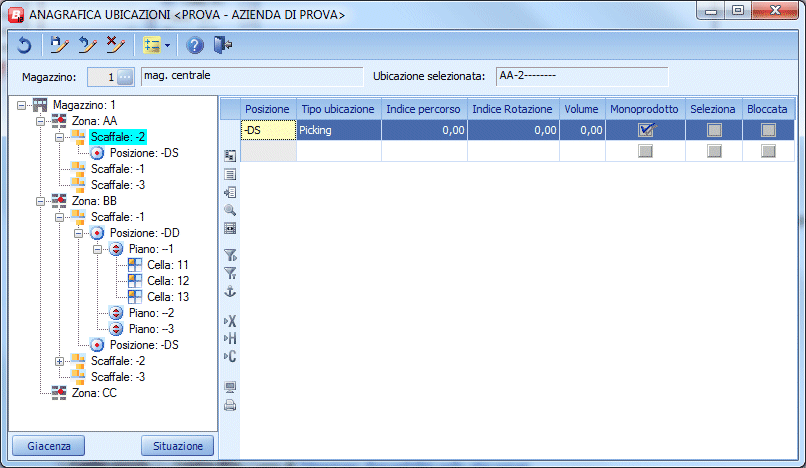 ANAGRAFICA UBICAZIONI <PROVA - AZIENDA DI PROVA>
Magazzino: 1 mag. centrale Ubicazione selezionata: AA-2--------
Magazzino: 1
Zona: AA
Scaffale: -2
Posizione: -DS
Scaffale: -1
Scaffale: -3
Zona: BB
Scaffale: -1
Posizione: -DD
Piano: --1
Cella: 11
Cella: 12
Cella: 13
Piano: --2
Piano: --3
Posizione: -DS
Scaffale: -2
Scaffale: -3
Zona: CC
Giacenza Situazione
Posizione Tipo ubicazione Indice percorso Indice Rotazione Volume Monoprodotto Seleziona Bloccata
-DS Picking 0,00 0,00 0,00
X
H
C